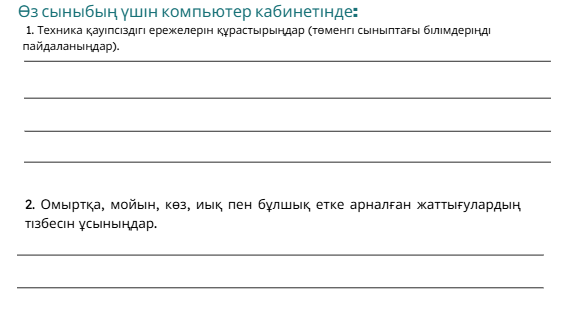 Өз сыныбың үшін компьютер кабинетінде:
1. Техника қауіпсіздігі ережелерін құрастырыңдар (төменгі сыныптағы білімдеріңді
пайдаланыңдар).
2. Омыртқа, мойын, көз, иық пен бұлшық етке арналған жаттығулардың
тізбесін ұсыныңдар.